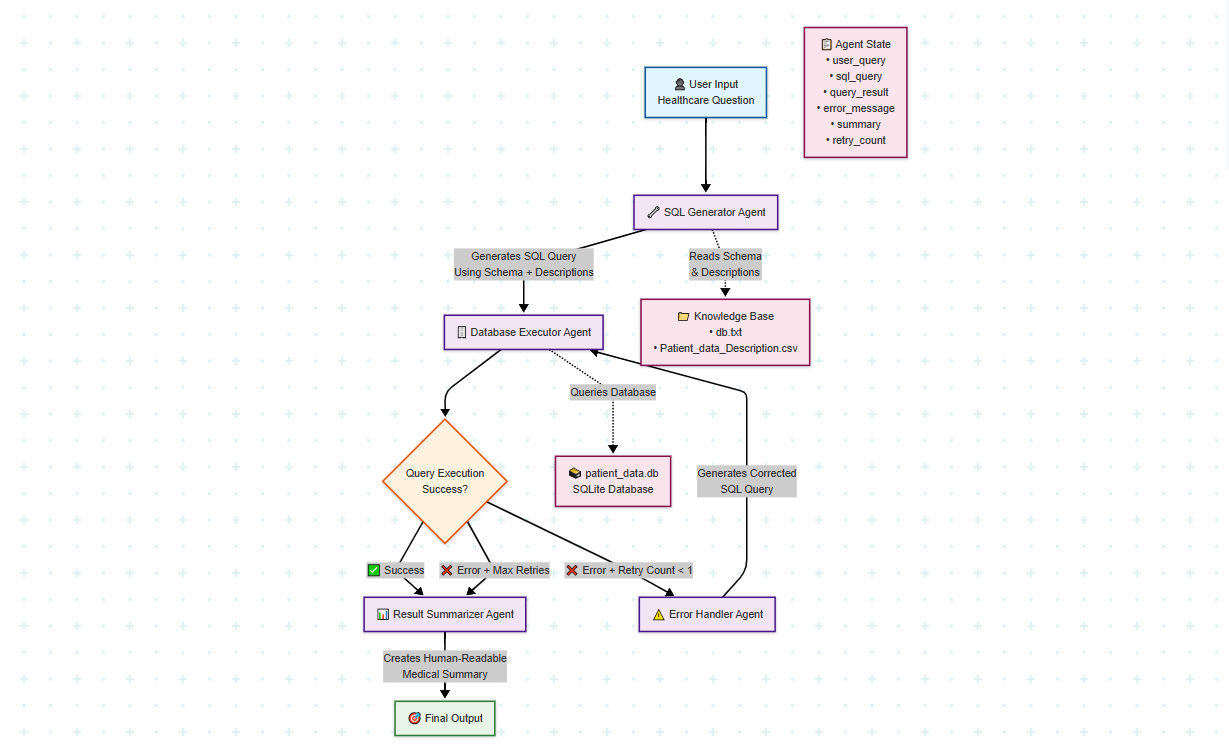 Agent State
• user_query
• sql_query
• query_result
• error_message
• summary
• retry_count
User Input
Healthcare Question
SQL Generator Agent
Generates SQL Query
Using Schema + Descriptions
Reads Schema
& Descriptions
Knowledge Base
• db.txt
• Patient_data_Description.csv
Database Executor Agent
Queries Database
Query Execution
Success?
patient_data.db
SQLite Database
Generates Corrected
SQL Query
Success
Error + Max Retries
Error + Retry Count < 1
Result Summarizer Agent
Error Handler Agent
Creates Human-Readable
Medical Summary
Final Output